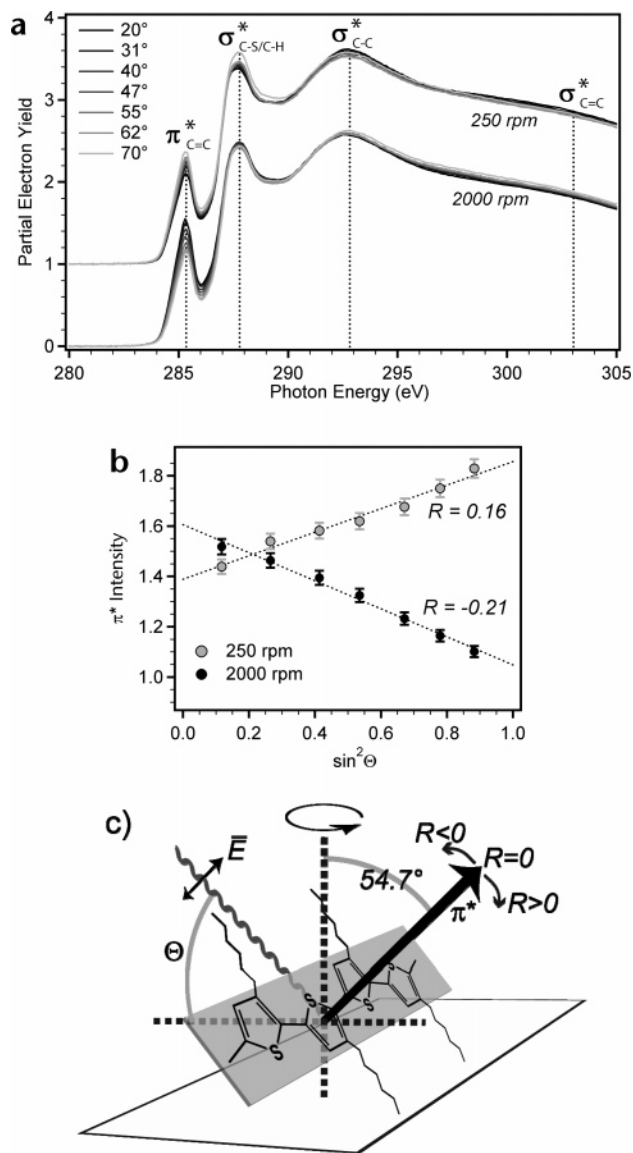 a
20°
31°
40°
47°
55°
62°
70°
π*C=C
σ*C-S/C-H
σ*C-C
σ*C=C
250 rpm
2000 rpm
Partial Electron Yield
4
3
2
1
0
280 285 290 295 300 305
Photon Energy (eV)
b
R = 0.16
R = -0.21
250 rpm
2000 rpm
π* Intensity
1.8
1.6
1.4
1.2
1.0
0.0 0.2 0.4 0.6 0.8 1.0
sin²Θ
c)
E̅
Θ
54.7°
R<0
R=0
R>0
π*
S
S
S
S